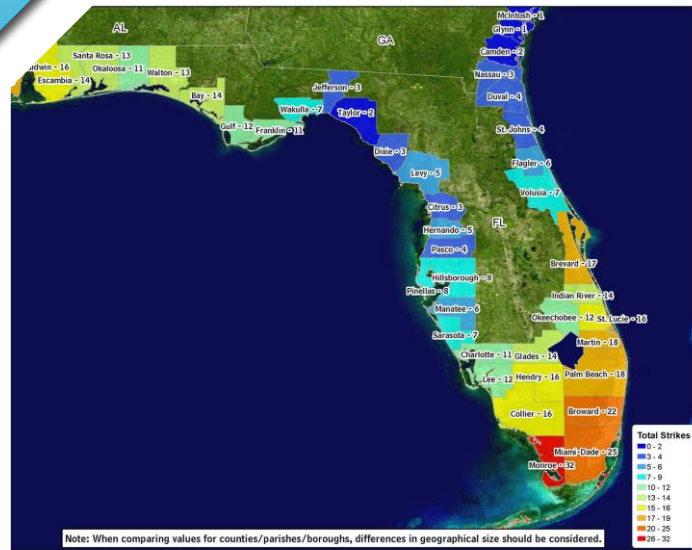 AL
GA
McIntosh - 1
Glynn - 1
Camden - 2
Santa Rosa - 13
Okaloosa - 11
Walton - 13
Escambia - 14
Bay - 14
Gulf - 12
Franklin - 11
Jefferson - 3
Wakulla - 7
Taylor - 2
Nassau - 3
Duval - 4
St. Johns - 4
Dixie - 3
Levy - 5
Flagler - 6
Volusia - 7
Citrus - 3
FL
Hernando - 5
Pasco - 4
Brevard - 17
Hillsborough - 8
Pinellas - 8
Manatee - 6
Sarasota - 7
Indian River - 14
Okeechobee - 12
St. Lucie - 16
Martin - 18
Charlotte - 11
Glades - 14
Lee - 12
Hendry - 16
Palm Beach - 18
Collier - 16
Broward - 22
Miami-Dade - 25
Monroe - 32
Total Strikes
0 - 2
3 - 4
5 - 6
7 - 9
10 - 12
13 - 14
15 - 16
17 - 19
20 - 25
26 - 32
Note: When comparing values for counties/parishes/boroughs, differences in geographical size should be considered.